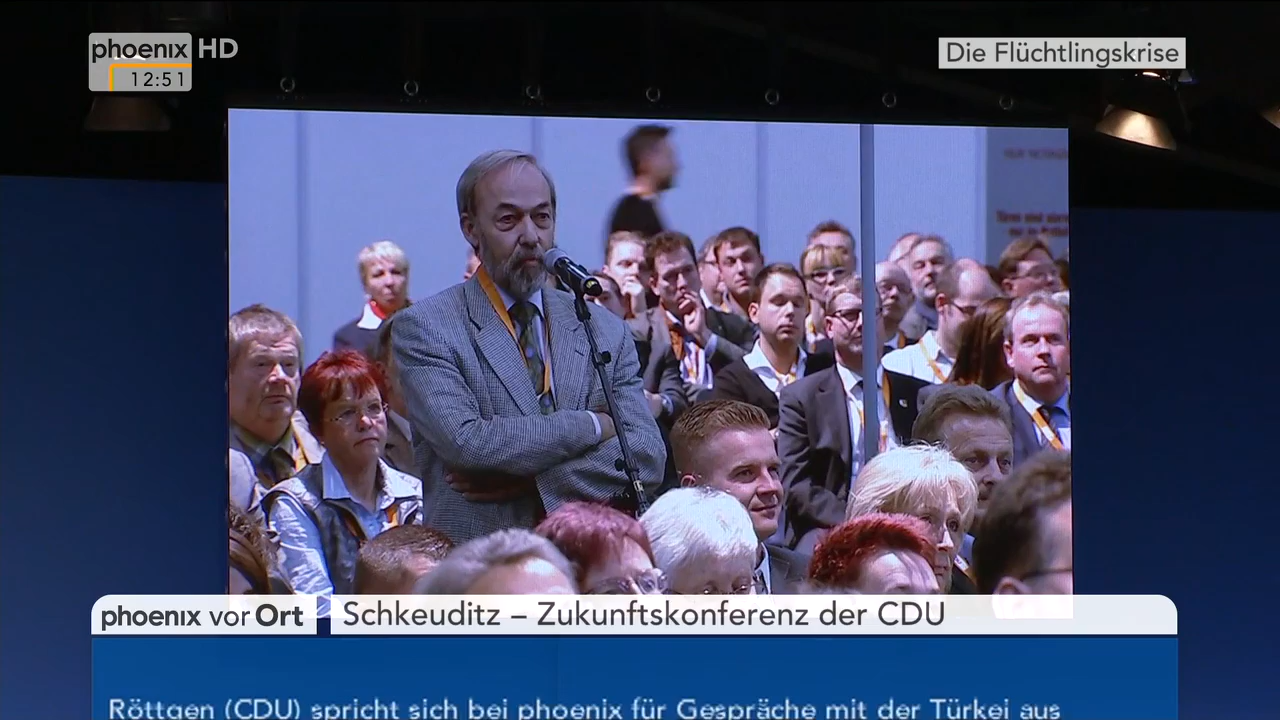 phoenix HD
12:51
Die Flüchtlingskrise
phoenix vor Ort
Schkeuditz – Zukunftskonferenz der CDU
Röttgen (CDU) spricht sich bei phoenix für Gespräche mit der Türkei aus